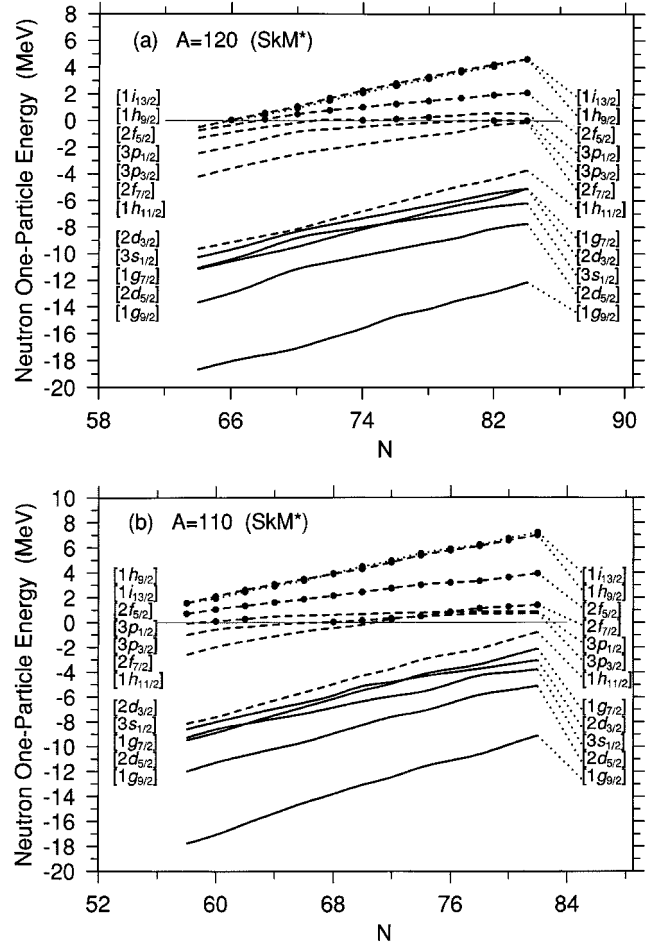 (a) A=120 (SkM*)
Neutron One-Particle Energy (MeV)
8
6
4
2
0
-2
-4
-6
-8
-10
-12
-14
-16
-18
-20
[1i13/2]
[1h9/2]
[2f5/2]
[3p1/2]
[3p3/2]
[2f7/2]
[1h11/2]
[2d3/2]
[3s1/2]
[1g7/2]
[2d5/2]
[1g9/2]
[1i13/2]
[1h9/2]
[2f5/2]
[3p1/2]
[3p3/2]
[2f7/2]
[1h11/2]
[1g7/2]
[2d3/2]
[3s1/2]
[2d5/2]
[1g9/2]
58 66 74 82 90
N
(b) A=110 (SkM*)
Neutron One-Particle Energy (MeV)
10
8
6
4
2
0
-2
-4
-6
-8
-10
-12
-14
-16
-18
-20
[1h9/2]
[1i13/2]
[2f5/2]
[3p1/2]
[3p3/2]
[2f7/2]
[1h11/2]
[2d3/2]
[3s1/2]
[1g7/2]
[2d5/2]
[1g9/2]
[1i13/2]
[1h9/2]
[2f5/2]
[2f7/2]
[3p1/2]
[3p3/2]
[1h11/2]
[1g7/2]
[2d3/2]
[3s1/2]
[2d5/2]
[1g9/2]
52 60 68 76 84
N